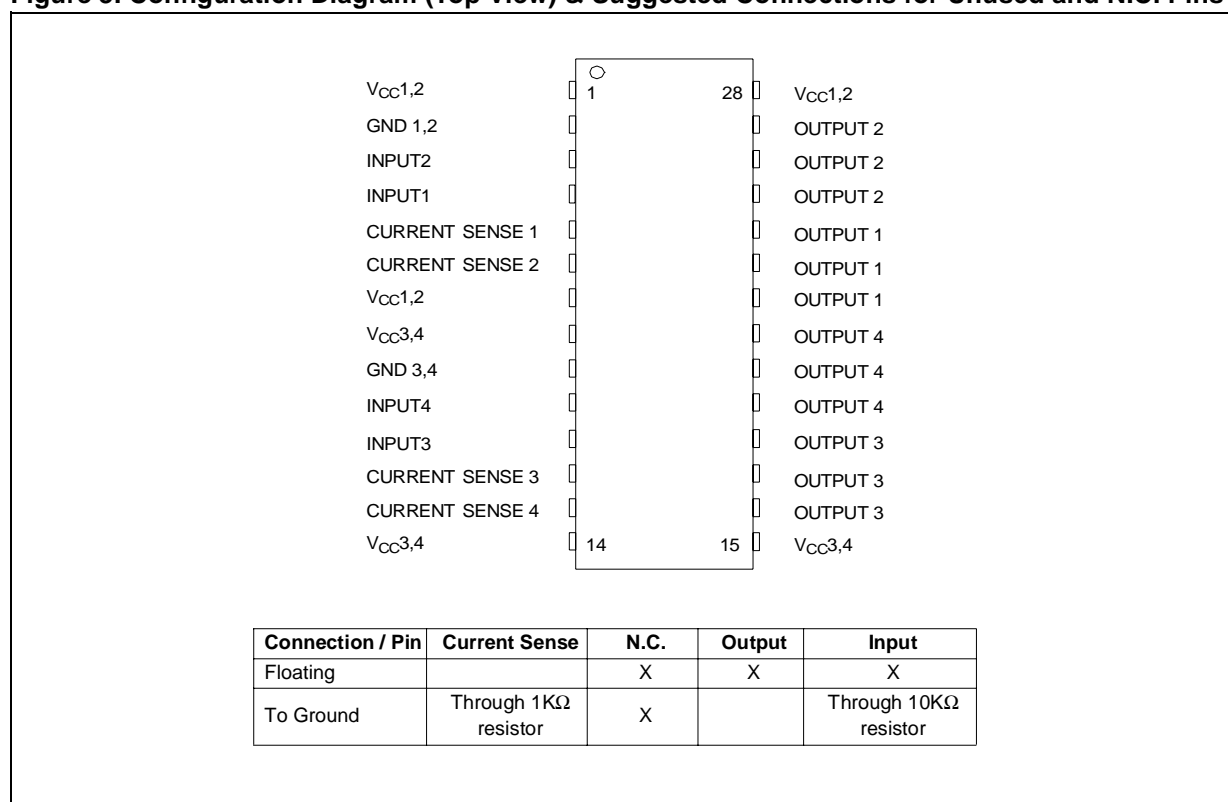 Figure 3. Configuration Diagram (Top View) & Suggested Connections for Unused and N.C. Pins
VCC1,2 1 28 VCC1,2
GND 1,2 OUTPUT 2
INPUT2 OUTPUT 2
INPUT1 OUTPUT 2
CURRENT SENSE 1 OUTPUT 1
CURRENT SENSE 2 OUTPUT 1
VCC1,2 OUTPUT 1
VCC3,4 OUTPUT 4
GND 3,4 OUTPUT 4
INPUT4 OUTPUT 4
INPUT3 OUTPUT 3
CURRENT SENSE 3 OUTPUT 3
CURRENT SENSE 4 OUTPUT 3
VCC3,4 14 15 VCC3,4
Connection / Pin Current Sense N.C. Output Input
Floating X X X
To Ground Through 1KΩ resistor X Through 10KΩ resistor